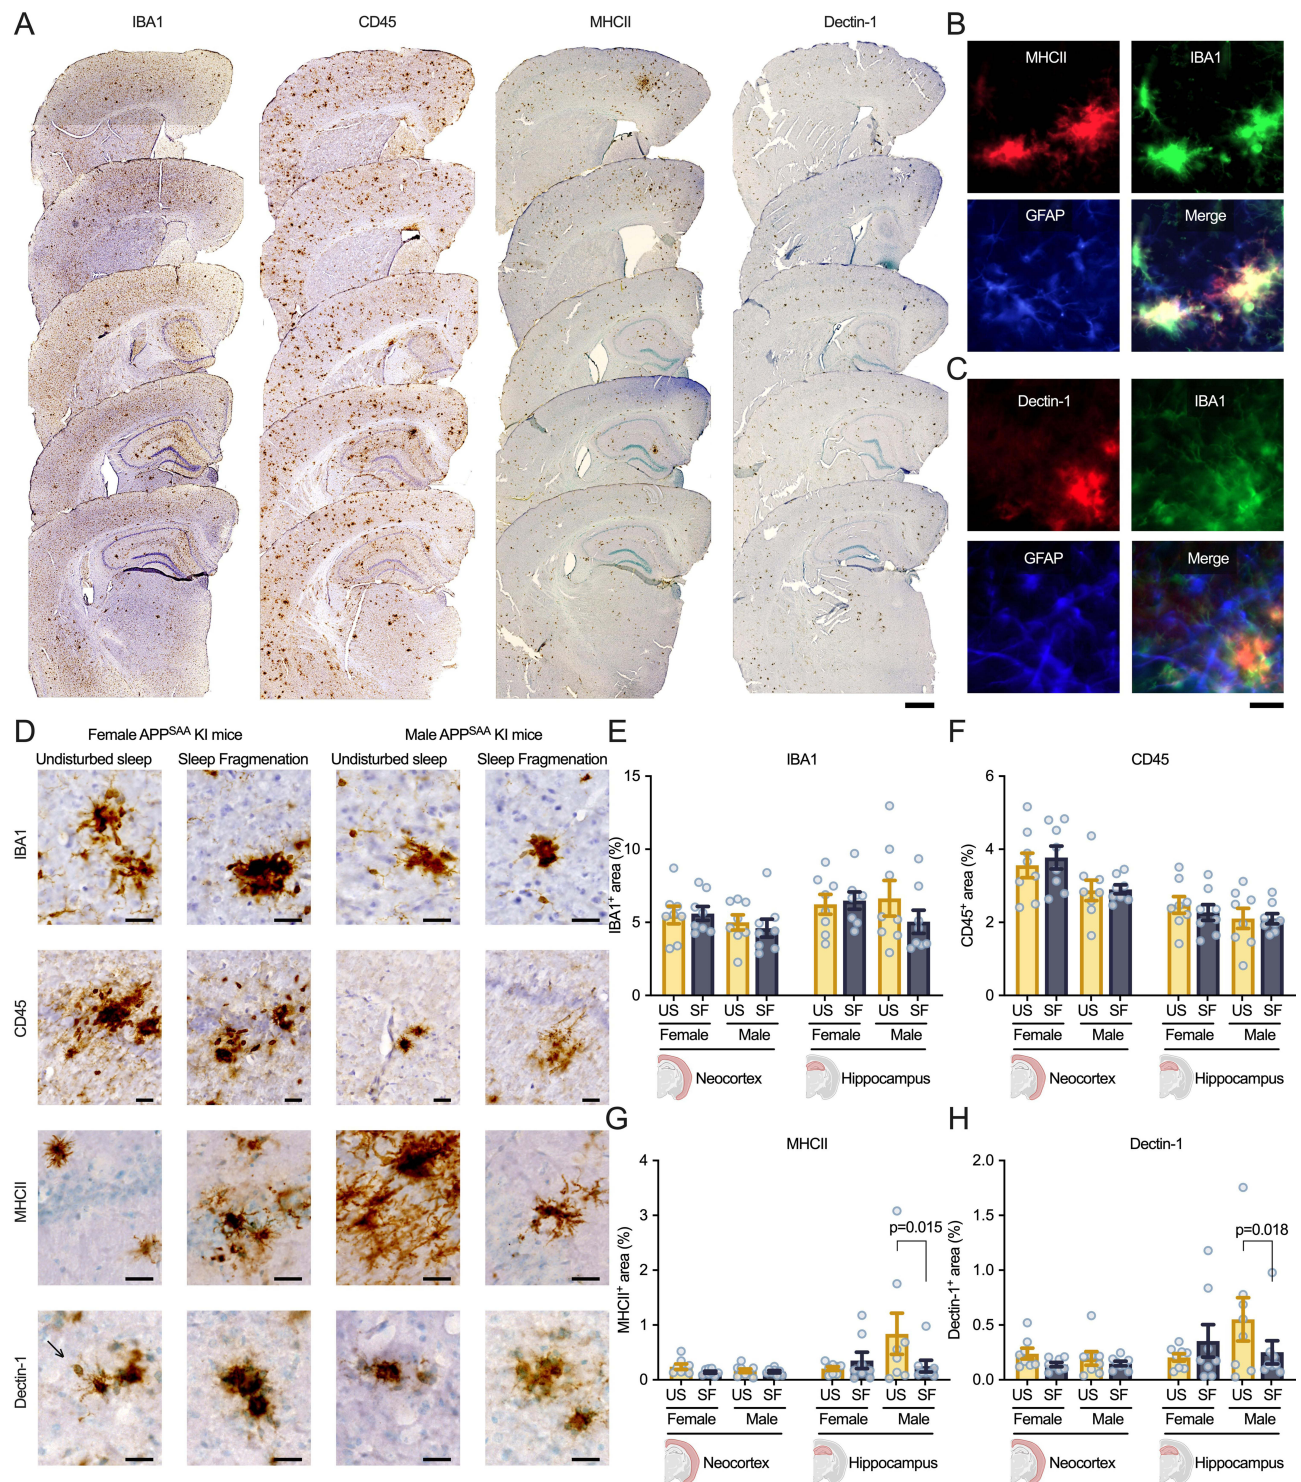 A
IBA1
CD45
MHCII
Dectin-1
B
MHCII
IBA1
GFAP
Merge
C
Dectin-1
IBA1
GFAP
Merge
D
Female APP^SAA KI mice
Male APP^SAA KI mice
Undisturbed sleep
Sleep Fragmenation
Undisturbed sleep
Sleep Fragmenation
IBA1
CD45
MHCII
Dectin-1
E
IBA1
IBA1⁺ area (%)
15
10
5
0
US SF US SF US SF US SF
Female Male Female Male
Neocortex Hippocampus
F
CD45
CD45⁺ area (%)
6
4
2
0
US SF US SF US SF US SF
Female Male Female Male
Neocortex Hippocampus
G
MHCII
MHCII⁺ area (%)
4
3
2
1
0
p=0.015
US SF US SF US SF US SF
Female Male Female Male
Neocortex Hippocampus
H
Dectin-1
Dectin-1⁺ area (%)
2.0
1.5
1.0
0.5
0.0
p=0.018
US SF US SF US SF US SF
Female Male Female Male
Neocortex Hippocampus